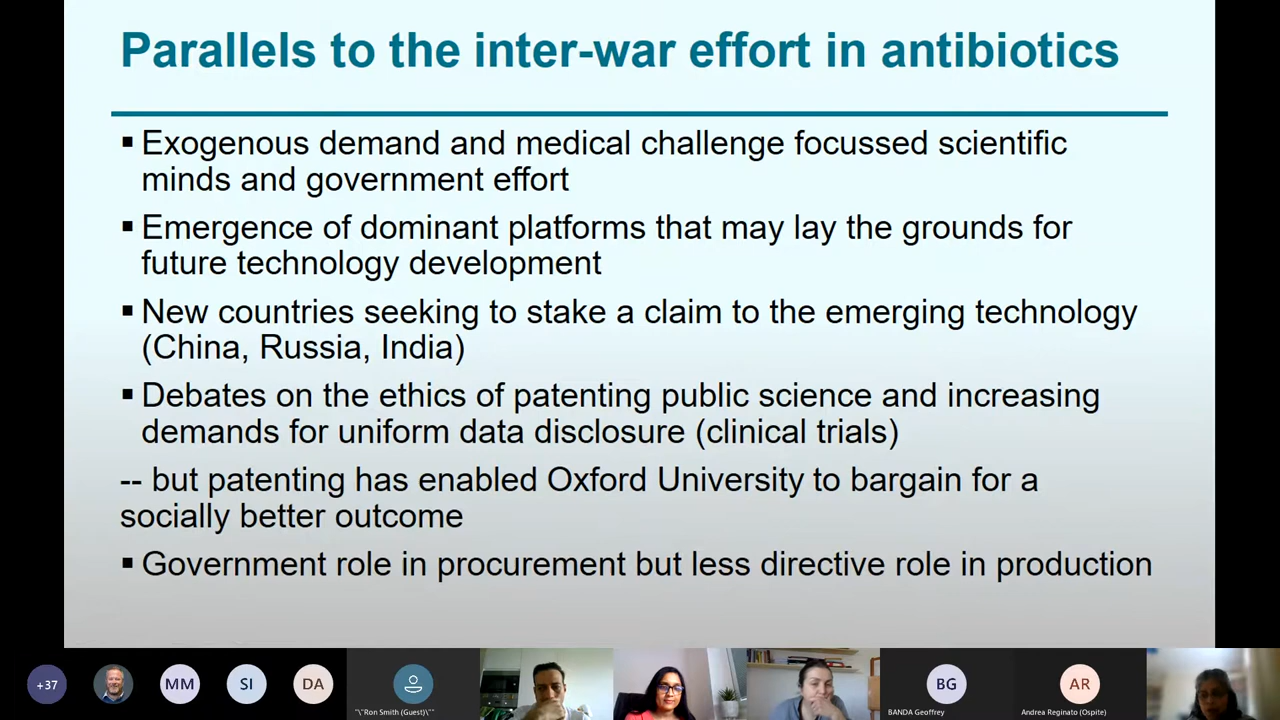 Parallels to the inter-war effort in antibiotics
▪ Exogenous demand and medical challenge focussed scientific
minds and government effort
▪ Emergence of dominant platforms that may lay the grounds for
future technology development
▪ New countries seeking to stake a claim to the emerging technology
(China, Russia, India)
▪ Debates on the ethics of patenting public science and increasing
demands for uniform data disclosure (clinical trials)
-- but patenting has enabled Oxford University to bargain for a
socially better outcome
▪ Government role in procurement but less directive role in production
+37
MM
SI
DA
"\"Ron Smith (Guest)\""
BG
BANDA Geoffrey
AR
Andrea Reginato (Ospite)